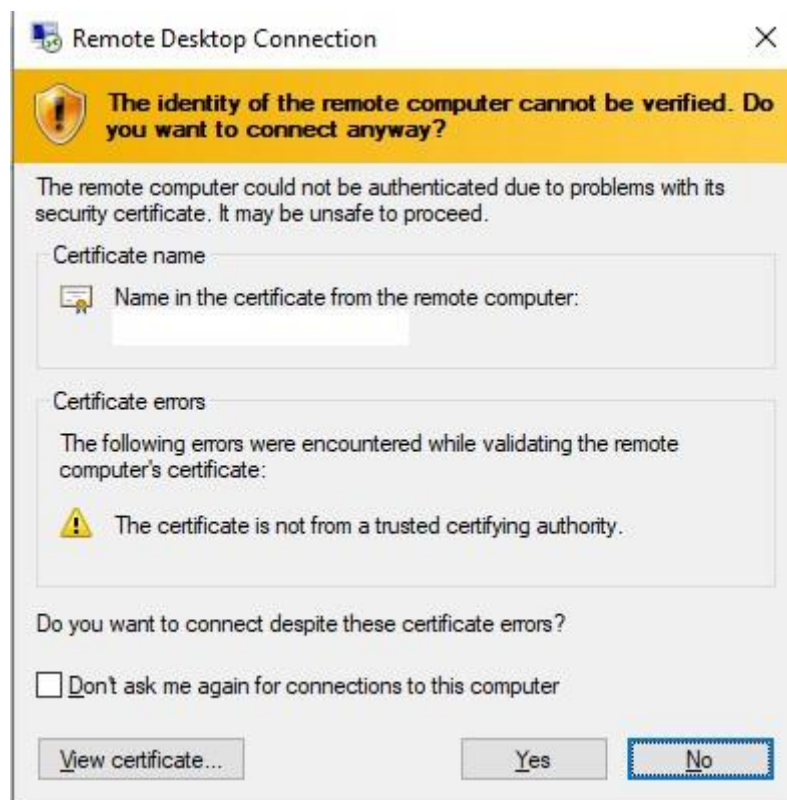 Remote Desktop Connection
The identity of the remote computer cannot be verified. Do
you want to connect anyway?
The remote computer could not be authenticated due to problems with its
security certificate. It may be unsafe to proceed.
Certificate name
Name in the certificate from the remote computer:
Certificate errors
The following errors were encountered while validating the remote
computer's certificate:
The certificate is not from a trusted certifying authority.
Do you want to connect despite these certificate errors?
Don't ask me again for connections to this computer
View certificate...
Yes
No